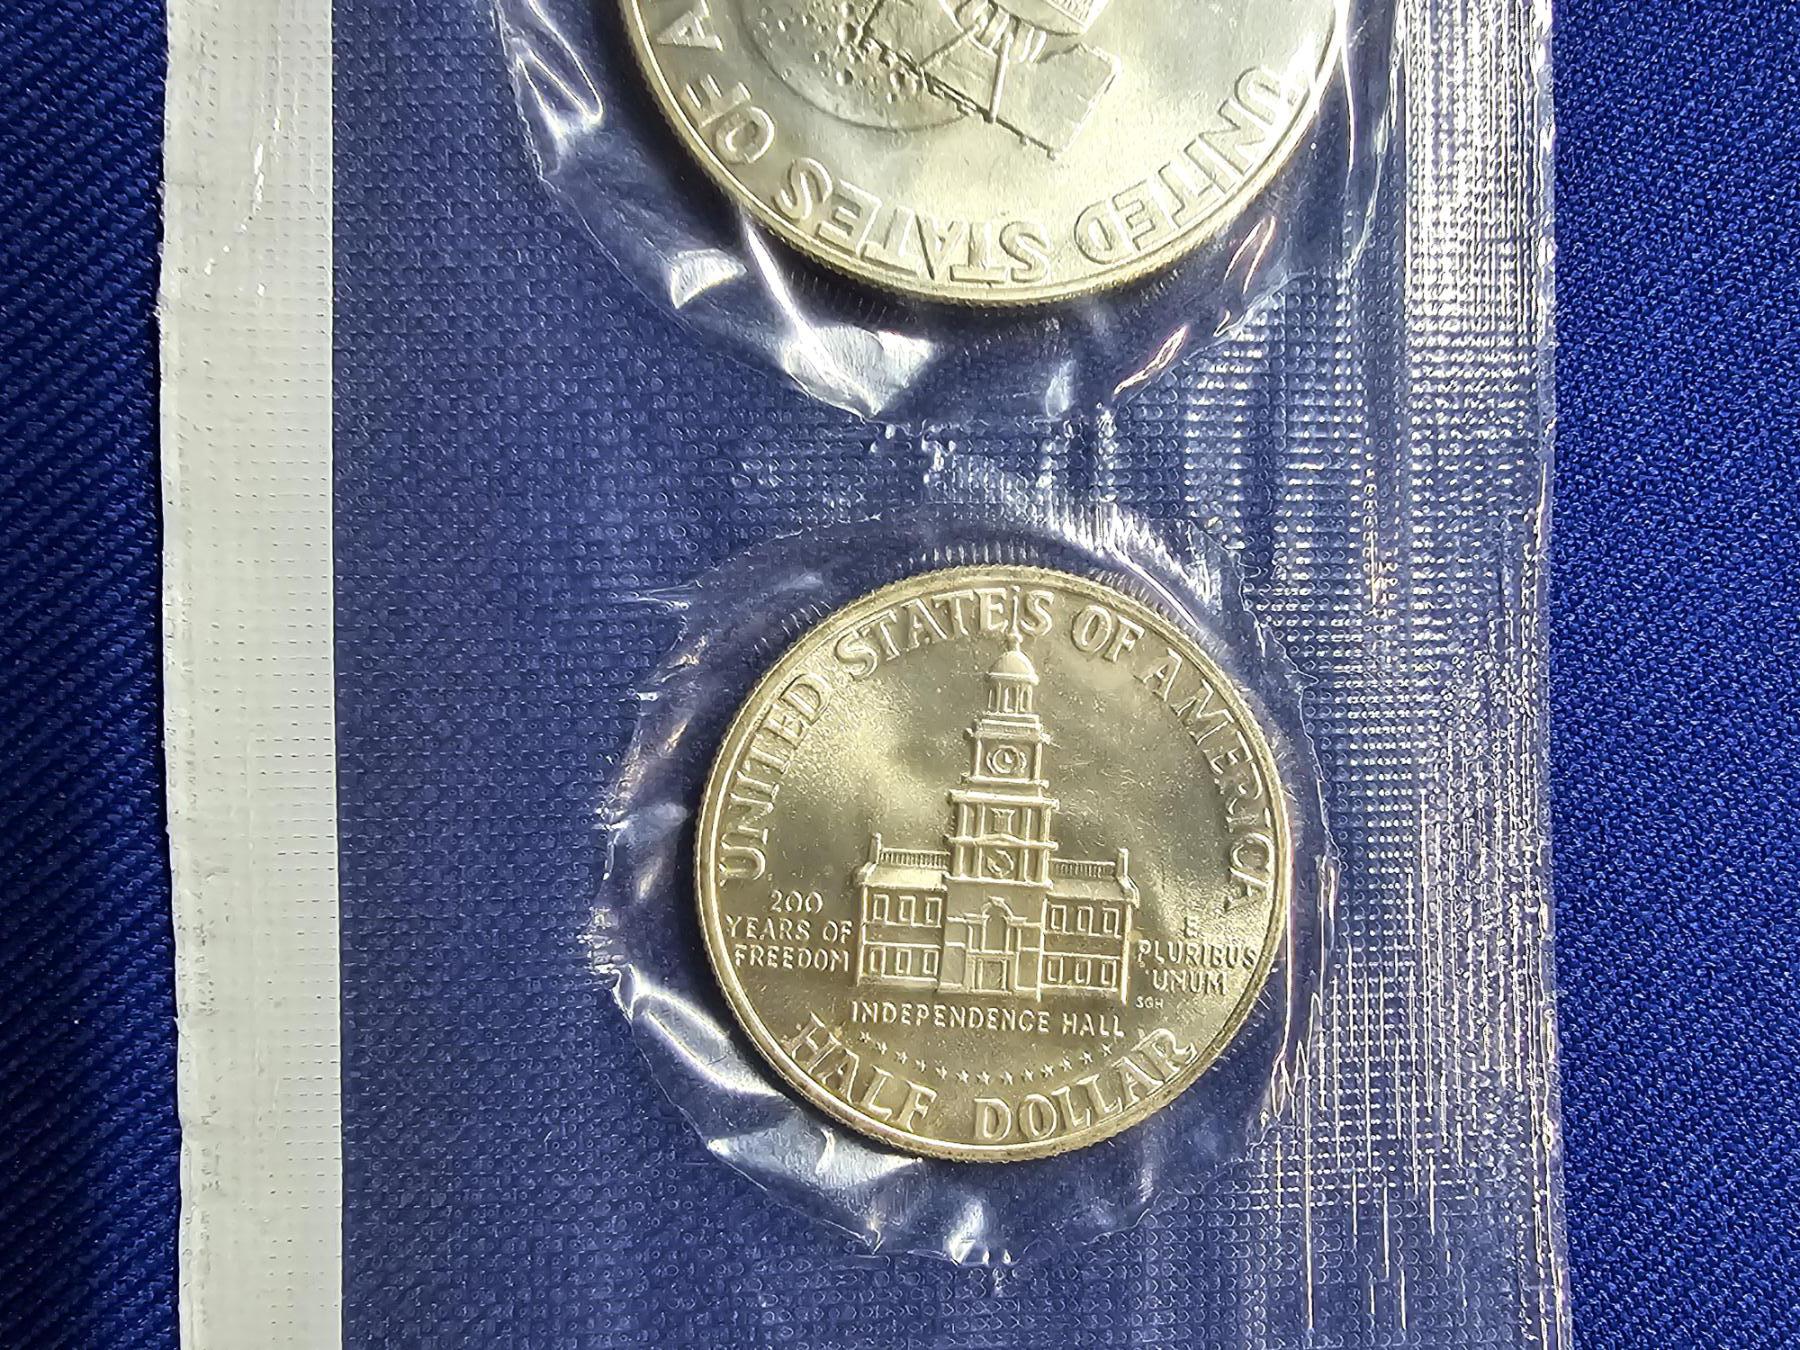 UNITED STATES OF A
UNITED STATES OF AMERICA
200
YEARS OF
FREEDOM
E
PLURIBUS
UNUM
SGH
INDEPENDENCE HALL
HALF DOLLAR